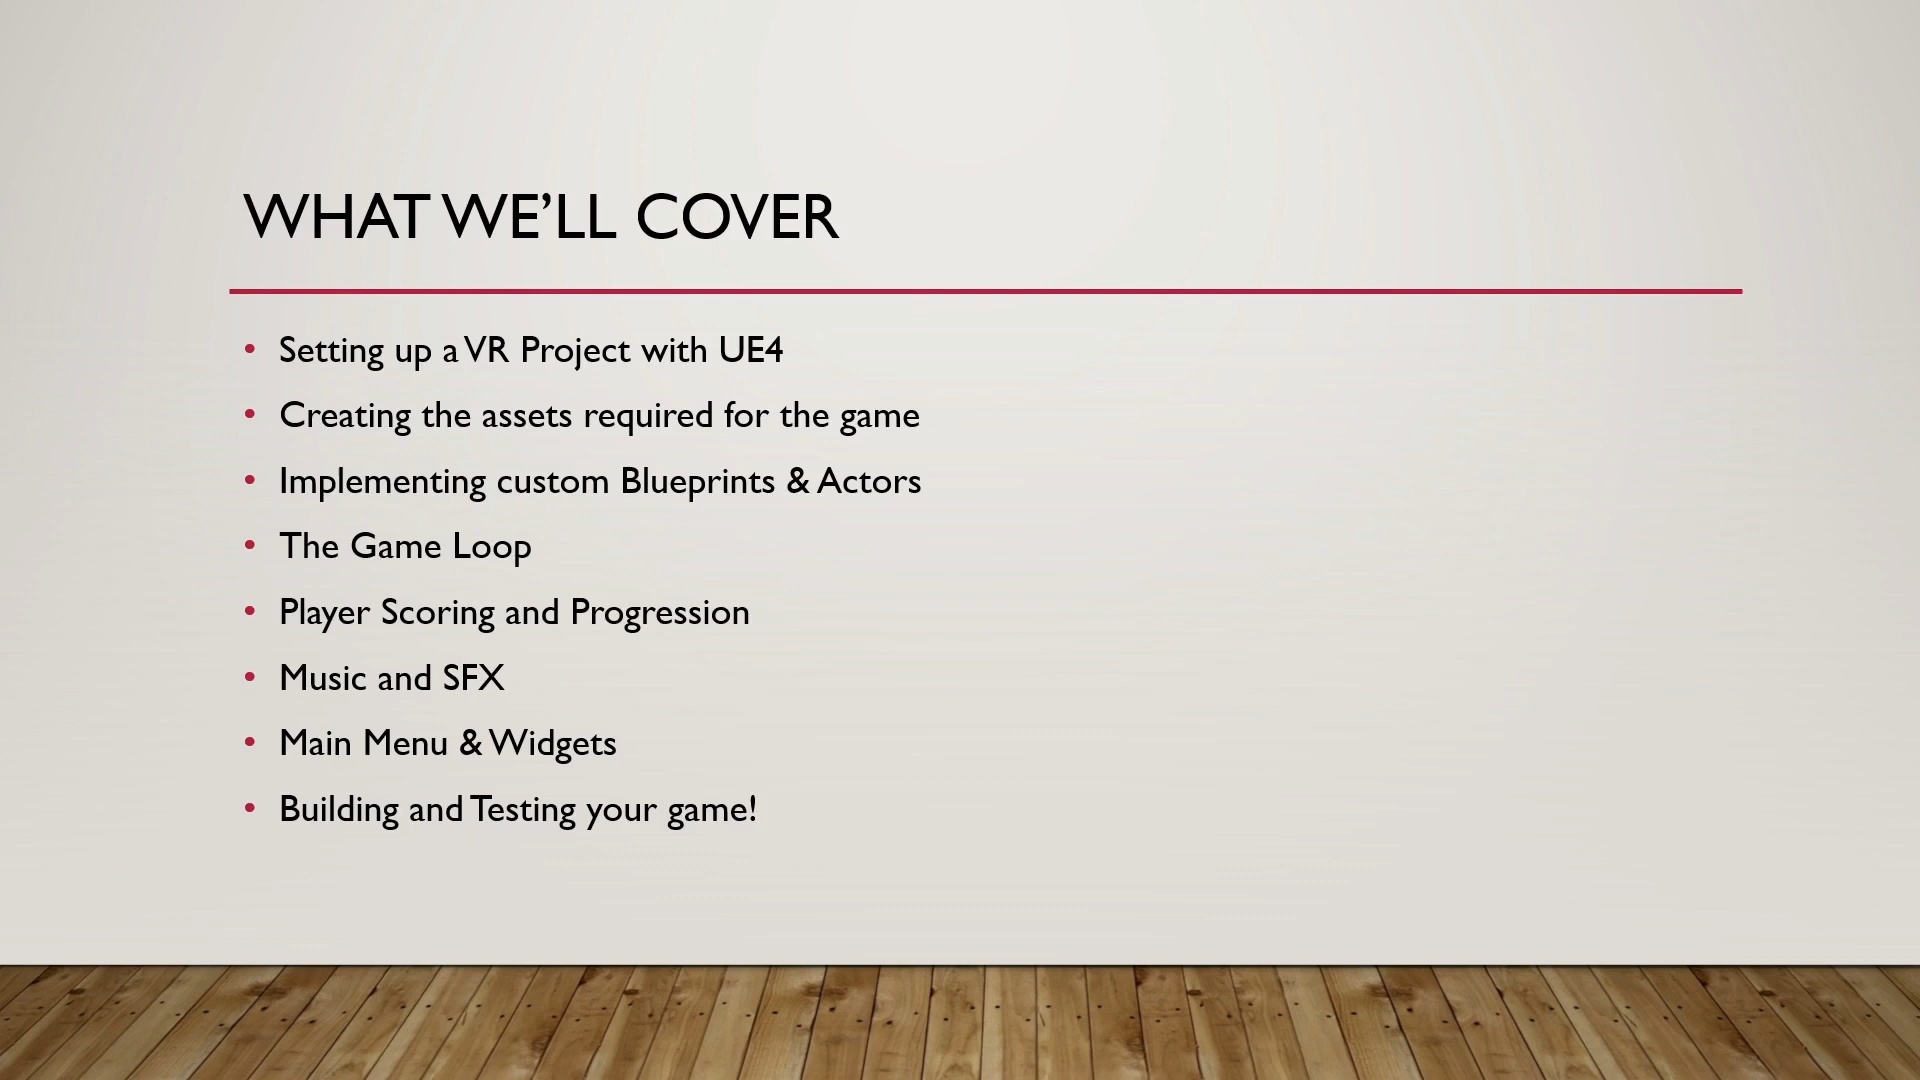 WHAT WE’LL COVER
• Setting up a VR Project with UE4
• Creating the assets required for the game
• Implementing custom Blueprints & Actors
• The Game Loop
• Player Scoring and Progression
• Music and SFX
• Main Menu & Widgets
• Building and Testing your game!